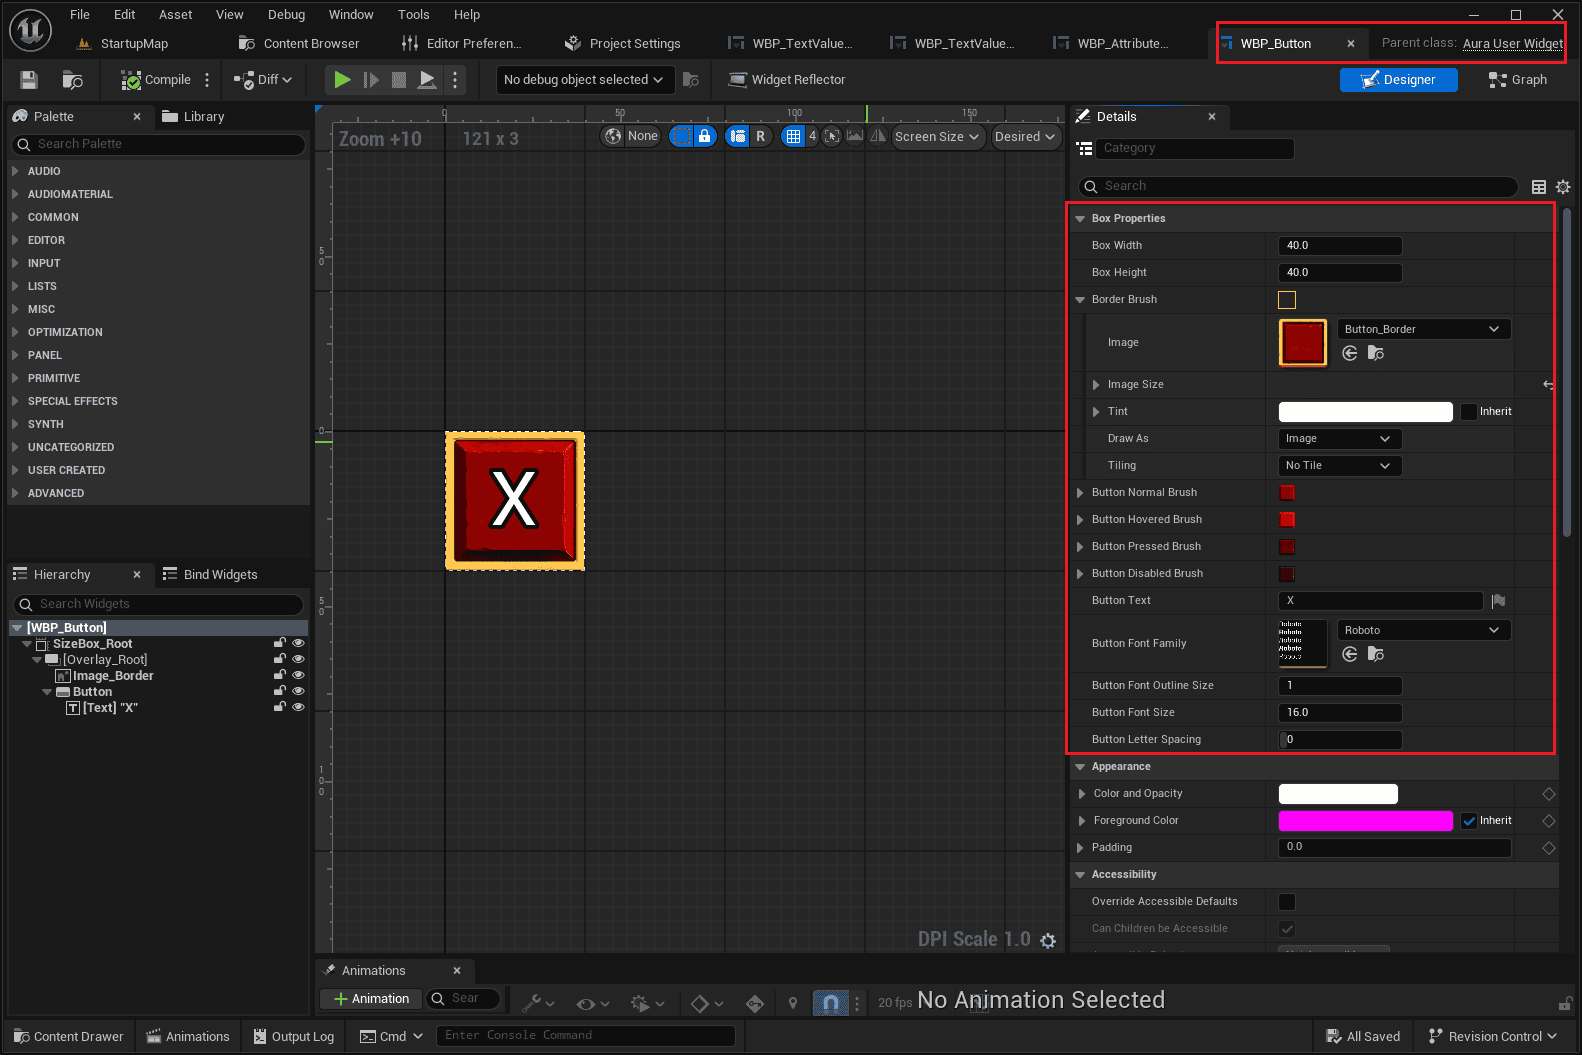 File Edit Asset View Debug Window Tools Help
StartupMap Content Browser Editor Preferen... Project Settings WBP_TextValue... WBP_TextValue... WBP_Attribute... WBP_Button Parent class: Aura User Widget
Compile Diff No debug object selected Widget Reflector Designer Graph
Palette Library
Search Palette
AUDIO
AUDIOMATERIAL
COMMON
EDITOR
INPUT
LISTS
MISC
OPTIMIZATION
PANEL
PRIMITIVE
SPECIAL EFFECTS
SYNTH
UNCATEGORIZED
USER CREATED
ADVANCED
Hierarchy Bind Widgets
Search Widgets
[WBP_Button]
SizeBox_Root
[Overlay_Root]
Image_Border
Button
[Text] "X"
0 50 100 150
Zoom +10 121 x 3 None R 4 Screen Size Desired
50
0
50
100
X
DPI Scale 1.0
Details
Category
Search
Box Properties
Box Width 40.0
Box Height 40.0
Border Brush
Image Button_Border
Image Size
Tint Inherit
Draw As Image
Tiling No Tile
Button Normal Brush
Button Hovered Brush
Button Pressed Brush
Button Disabled Brush
Button Text X
Button Font Family Roboto
Button Font Outline Size 1
Button Font Size 16.0
Button Letter Spacing 0
Appearance
Color and Opacity
Foreground Color Inherit
Padding 0.0
Accessibility
Override Accessible Defaults
Can Children be Accessible
Animations
Animation Sear 20 fps No Animation Selected
Content Drawer Animations Output Log Cmd Enter Console Command All Saved Revision Control